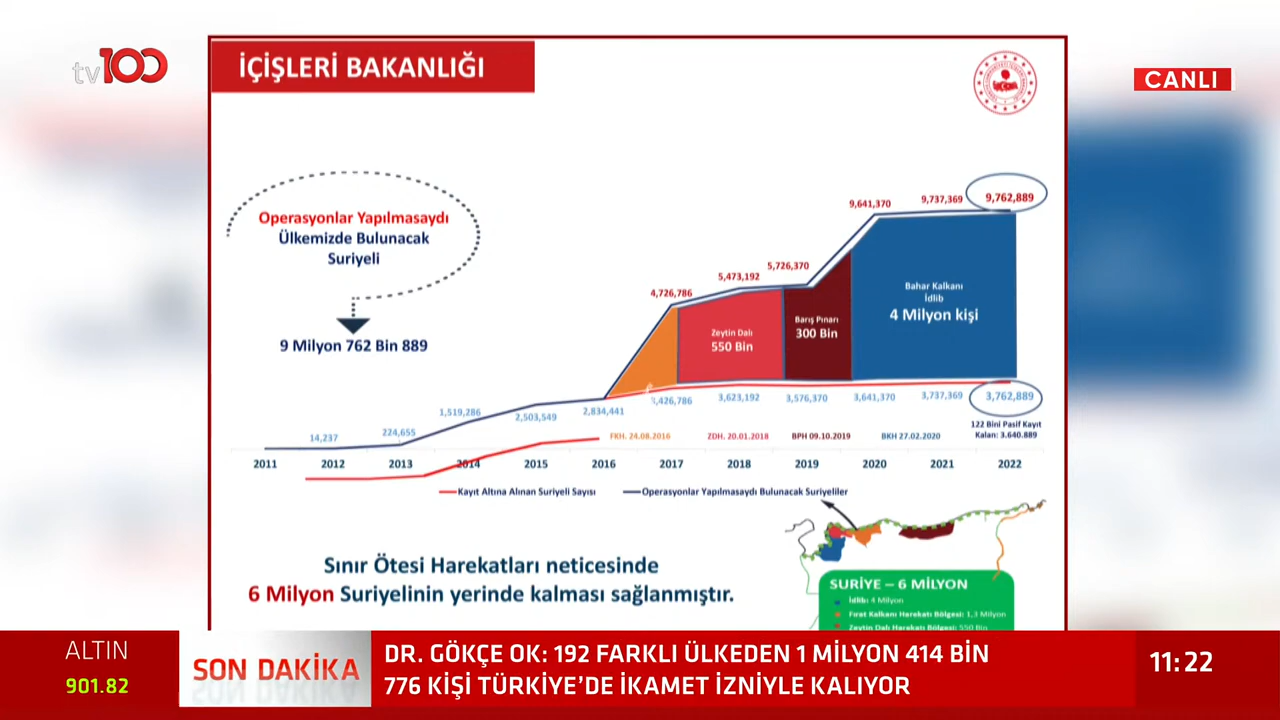 tv100
İÇİŞLERİ BAKANLIĞI
CANLI
Operasyonlar Yapılmasaydı
Ülkemizde Bulunacak
Suriyeli
9 Milyon 762 Bin 889
4,726,786
5,473,192
5,726,370
9,641,370
9,737,369
9,762,889
Zeytin Dalı
550 Bin
Barış Pınarı
300 Bin
Bahar Kalkanı
İdlib
4 Milyon kişi
14,237
224,655
1,519,286
2,503,549
2,834,441
,426,786
3,623,192
3,576,370
3,641,370
3,737,369
3,762,889
122 Bini Pasif Kayıt
Kalan: 3.640.889
FKH. 24.08.2016
ZDH. 20.01.2018
BPH 09.10.2019
BKH 27.02.2020
2011 2012 2013 2014 2015 2016 2017 2018 2019 2020 2021 2022
Kayıt Altına Alınan Suriyeli Sayısı
Operasyonlar Yapılmasaydı Bulunacak Suriyeliler
Sınır Ötesi Harekatları neticesinde
6 Milyon Suriyelinin yerinde kalması sağlanmıştır.
SURİYE – 6 MİLYON
İdlib: 4 Milyon
Fırat Kalkanı Harekatı Bölgesi: 1,3 Milyon
Zeytin Dalı Harekatı Bölgesi: 550 Bin
ALTIN
901.82
SON DAKİKA
DR. GÖKÇE OK: 192 FARKLI ÜLKEDEN 1 MİLYON 414 BİN
776 KİŞİ TÜRKİYE’DE İKAMET İZNİYLE KALIYOR
11:22